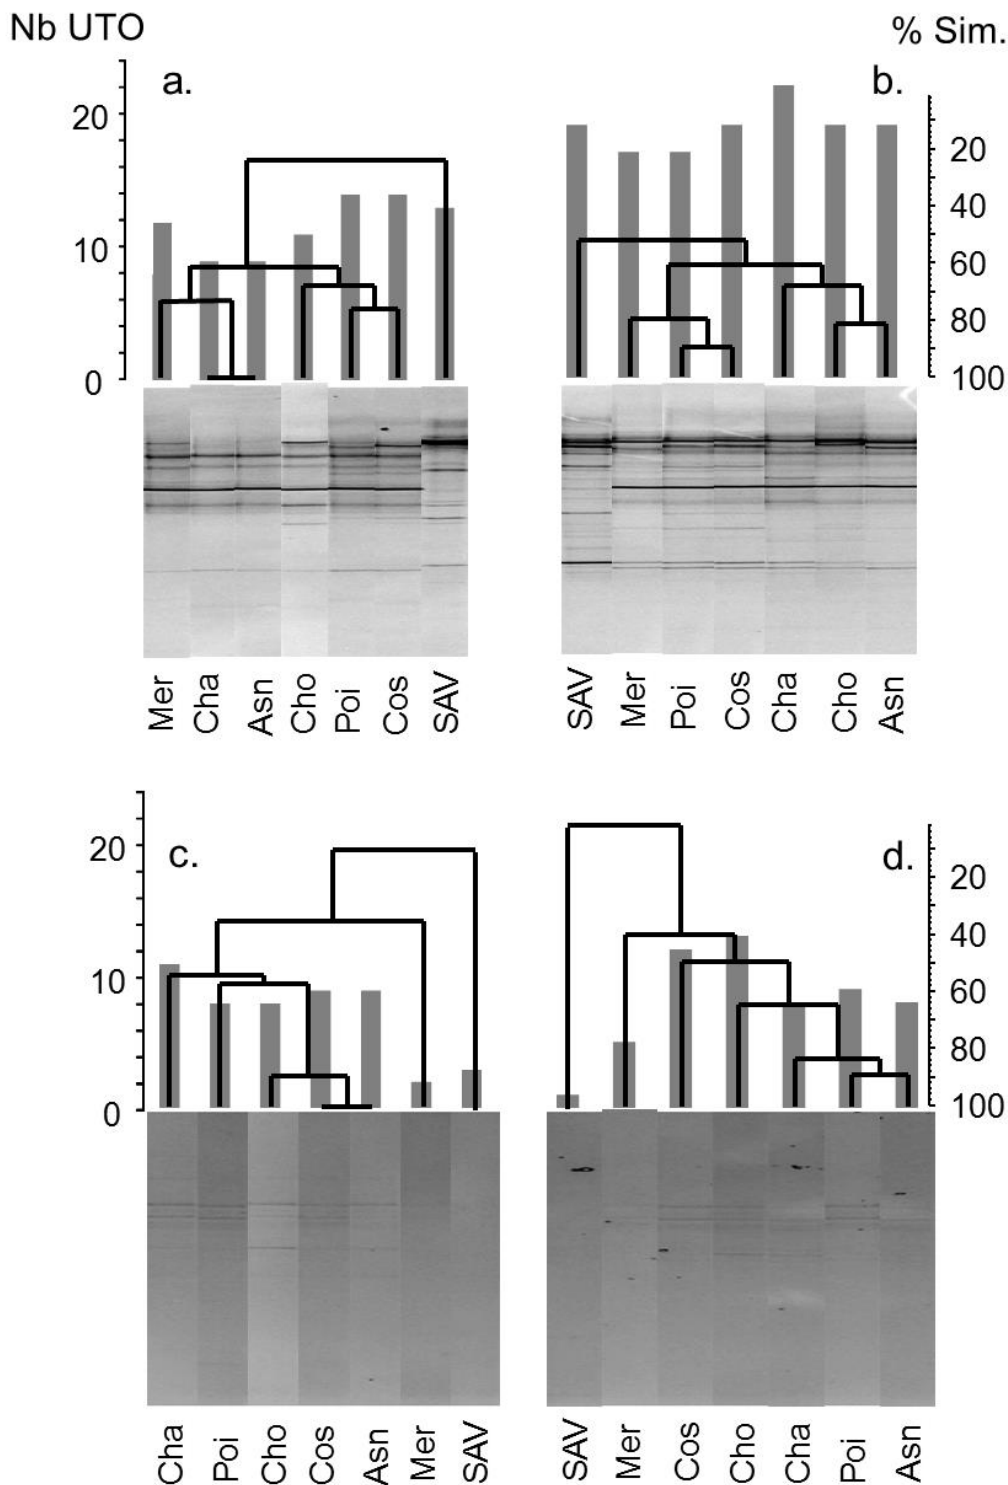 Nb UTO
% Sim.
a.
b.
20
10
0
20
40
60
80
100
Mer Cha Asn Cho Poi Cos SAV
SAV Mer Poi Cos Cha Cho Asn
c.
d.
20
10
0
20
40
60
80
100
Cha Poi Cho Cos Asn Mer SAV
SAV Mer Cos Cho Cha Poi Asn